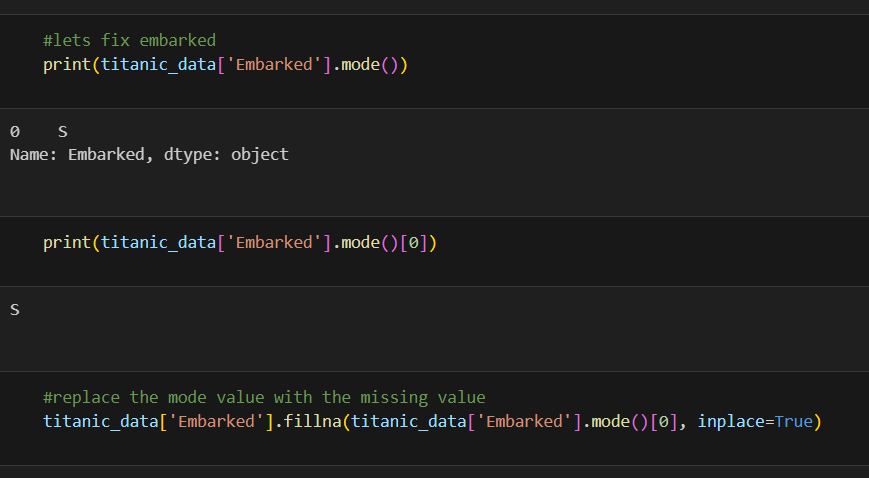 #lets fix embarked
print(titanic_data['Embarked'].mode())
0    S
Name: Embarked, dtype: object
print(titanic_data['Embarked'].mode()[0])
S
#replace the mode value with the missing value
titanic_data['Embarked'].fillna(titanic_data['Embarked'].mode()[0], inplace=True)